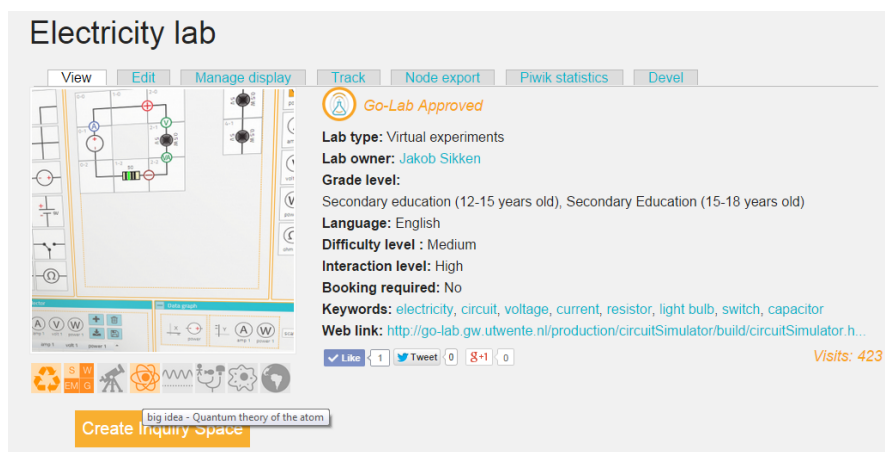 Electricity lab
View Edit Manage display Track Node export Piwik statistics Devel
Go-Lab Approved
Lab type: Virtual experiments
Lab owner: Jakob Sikken
Grade level:
Secondary education (12-15 years old), Secondary Education (15-18 years old)
Language: English
Difficulty level : Medium
Interaction level: High
Booking required: No
Keywords: electricity, circuit, voltage, current, resistor, light bulb, switch, capacitor
Web link: http://go-lab.gw.utwente.nl/production/circuitSimulator/build/circuitSimulator.h...
Like 1 Tweet 0 g+1 0
Visits: 423
Data graph
A V W
A W
S W
EM G
big idea - Quantum theory of the atom
Create Inquiry Space